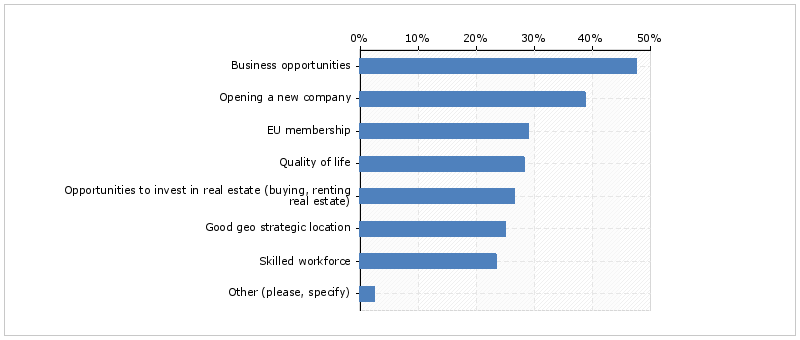 0% 10% 20% 30% 40% 50%
Business opportunities
Opening a new company
EU membership
Quality of life
Opportunities to invest in real estate (buying, renting
real estate)
Good geo strategic location
Skilled workforce
Other (please, specify)